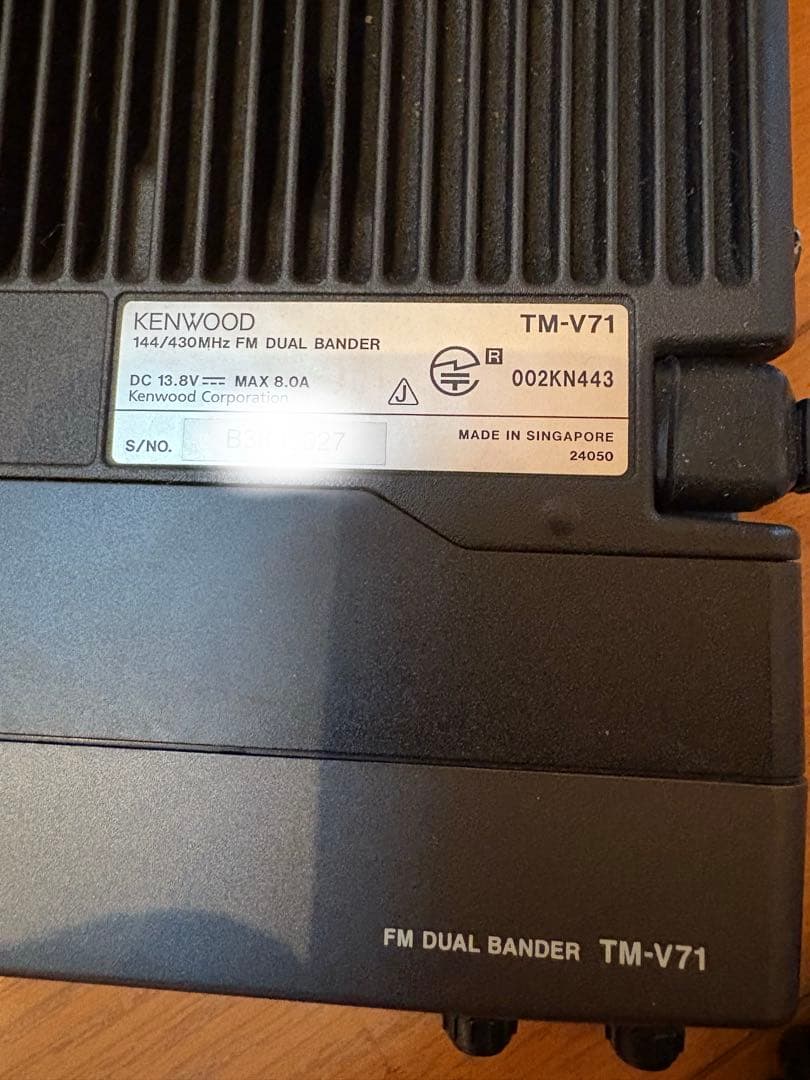 KENWOOD TM-V71
144/430MHz FM DUAL BANDER
R 002KN443
DC 13.8V MAX 8.0A
J
Kenwood Corporation
S/NO. MADE IN SINGAPORE
24050
FM DUAL BANDER TM-V71